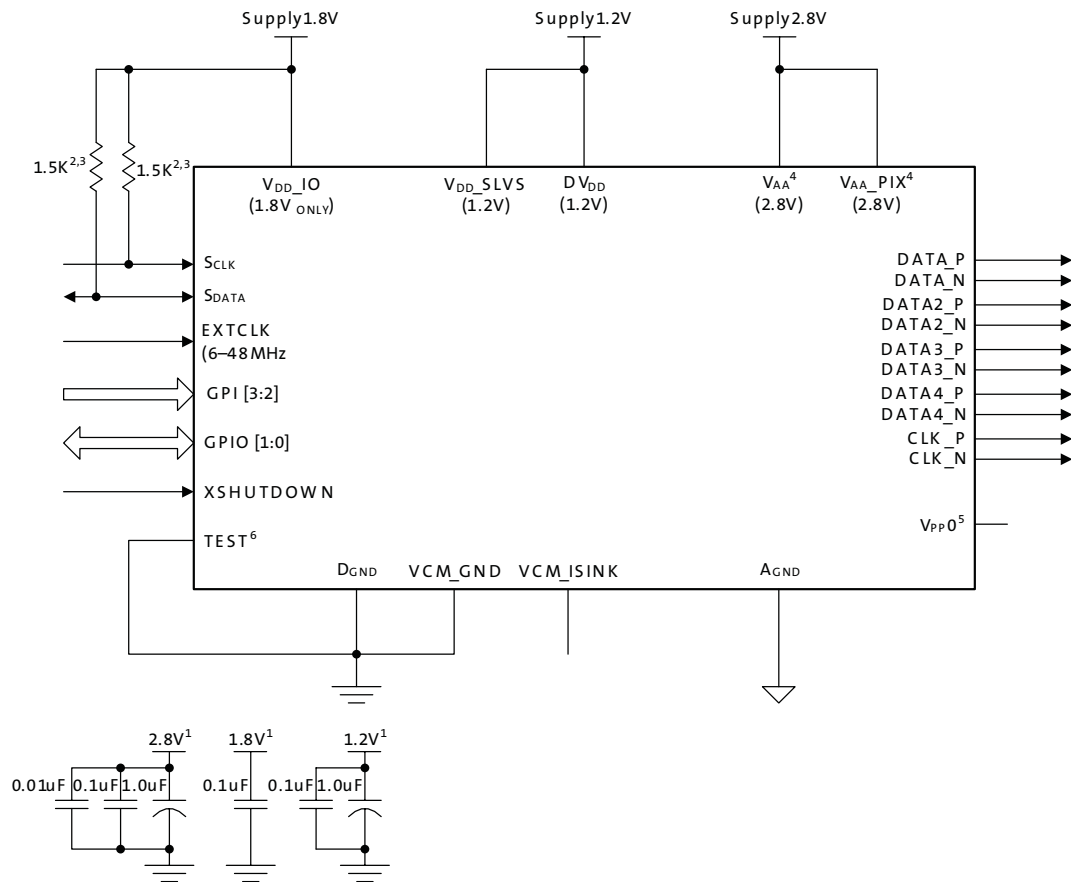 Supply1.8V Supply1.2V Supply2.8V
1.5K2,3 1.5K2,3
VDD_IO VDD_SLVS DVDD VAA4 VAA_PIX4
(1.8V ONLY) (1.2V) (1.2V) (2.8V) (2.8V)
SCLK
SDATA
EXTCLK
(6–48 MHz
GPI [3:2]
GPIO [1:0]
XSHUTDOWN
TEST6
DATA_P
DATA_N
DATA2_P
DATA2_N
DATA3_P
DATA3_N
DATA4_P
DATA4_N
CLK_P
CLK_N
VPP05
DGND VCM_GND VCM_ISINK AGND
2.8V1 1.8V1 1.2V1
0.01uF 0.1uF 1.0uF 0.1uF 0.1uF 1.0uF